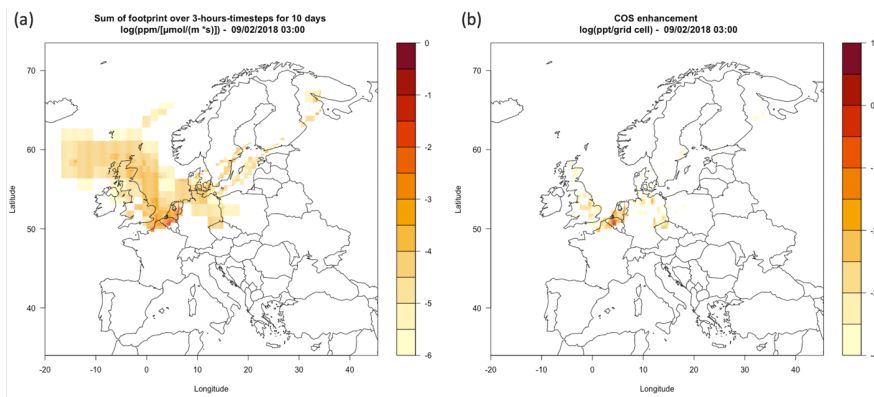 (a)
Sum of footprint over 3-hours-timesteps for 10 days
log(ppm/[µmol/(m *s)]) - 09/02/2018 03:00
Latitude
70
60
50
40
-20 -10 0 10 20 30 40
Longitude
0
-1
-2
-3
-4
-5
-6
(b)
COS enhancement
log(ppt/grid cell) - 09/02/2018 03:00
Latitude
70
60
50
40
-20 -10 0 10 20 30 40
Longitude